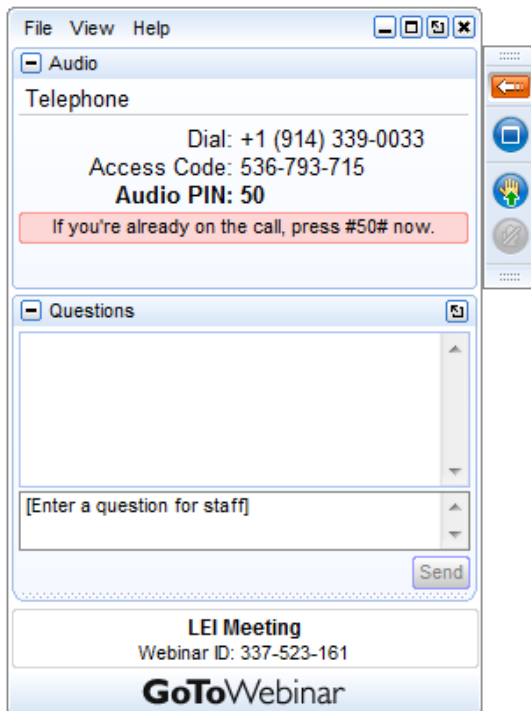 File View Help
Audio
Telephone
Dial: +1 (914) 339-0033
Access Code: 536-793-715
Audio PIN: 50
If you're already on the call, press #50# now.
Questions
[Enter a question for staff]
Send
LEI Meeting
Webinar ID: 337-523-161
GoToWebinar